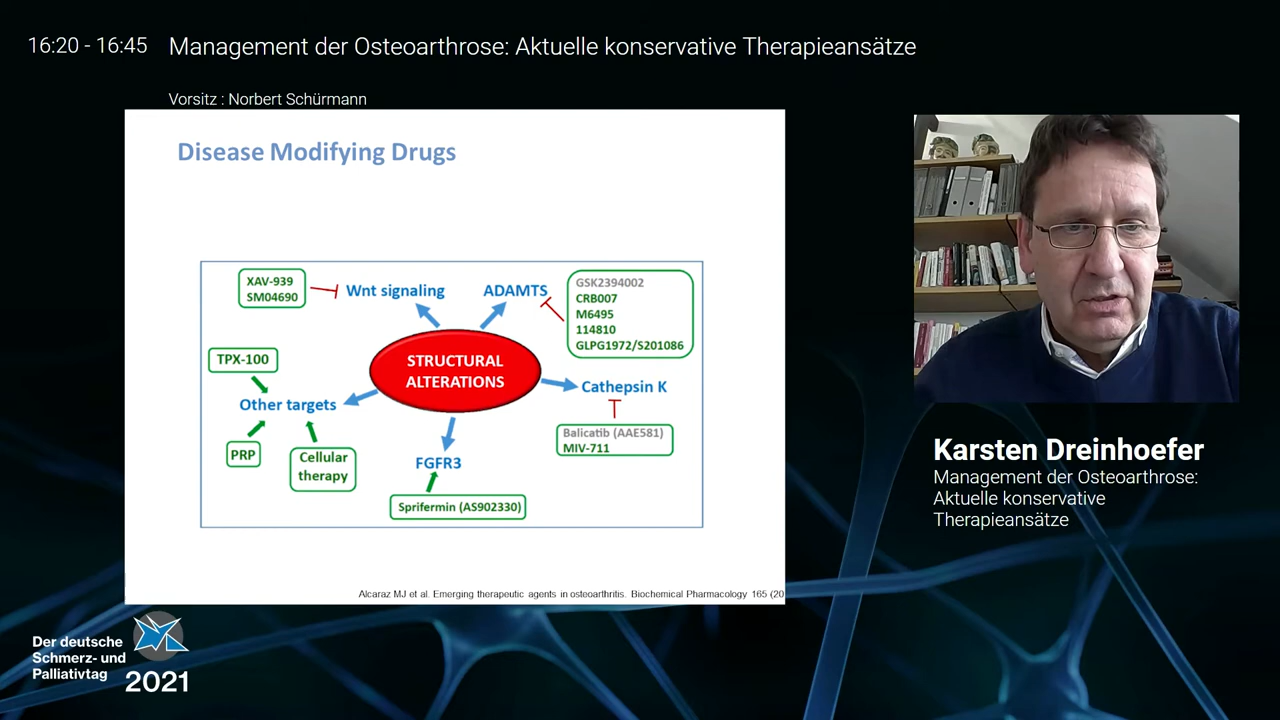 16:20 - 16:45 Management der Osteoarthrose: Aktuelle konservative Therapieansätze
Vorsitz : Norbert Schürmann
Disease Modifying Drugs
XAV-939
SM04690
Wnt signaling
ADAMTS
GSK2394002
CRB007
M6495
114810
GLPG1972/S201086
STRUCTURAL
ALTERATIONS
TPX-100
Other targets
Cathepsin K
PRP
Cellular
therapy
FGFR3
Balicatib (AAE581)
MIV-711
Sprifermin (AS902330)
Alcaraz MJ et al. Emerging therapeutic agents in osteoarthritis. Biochemical Pharmacology 165 (20
Karsten Dreinhoefer
Management der Osteoarthrose:
Aktuelle konservative
Therapieansätze
Der deutsche
Schmerz- und
Palliativtag
2021